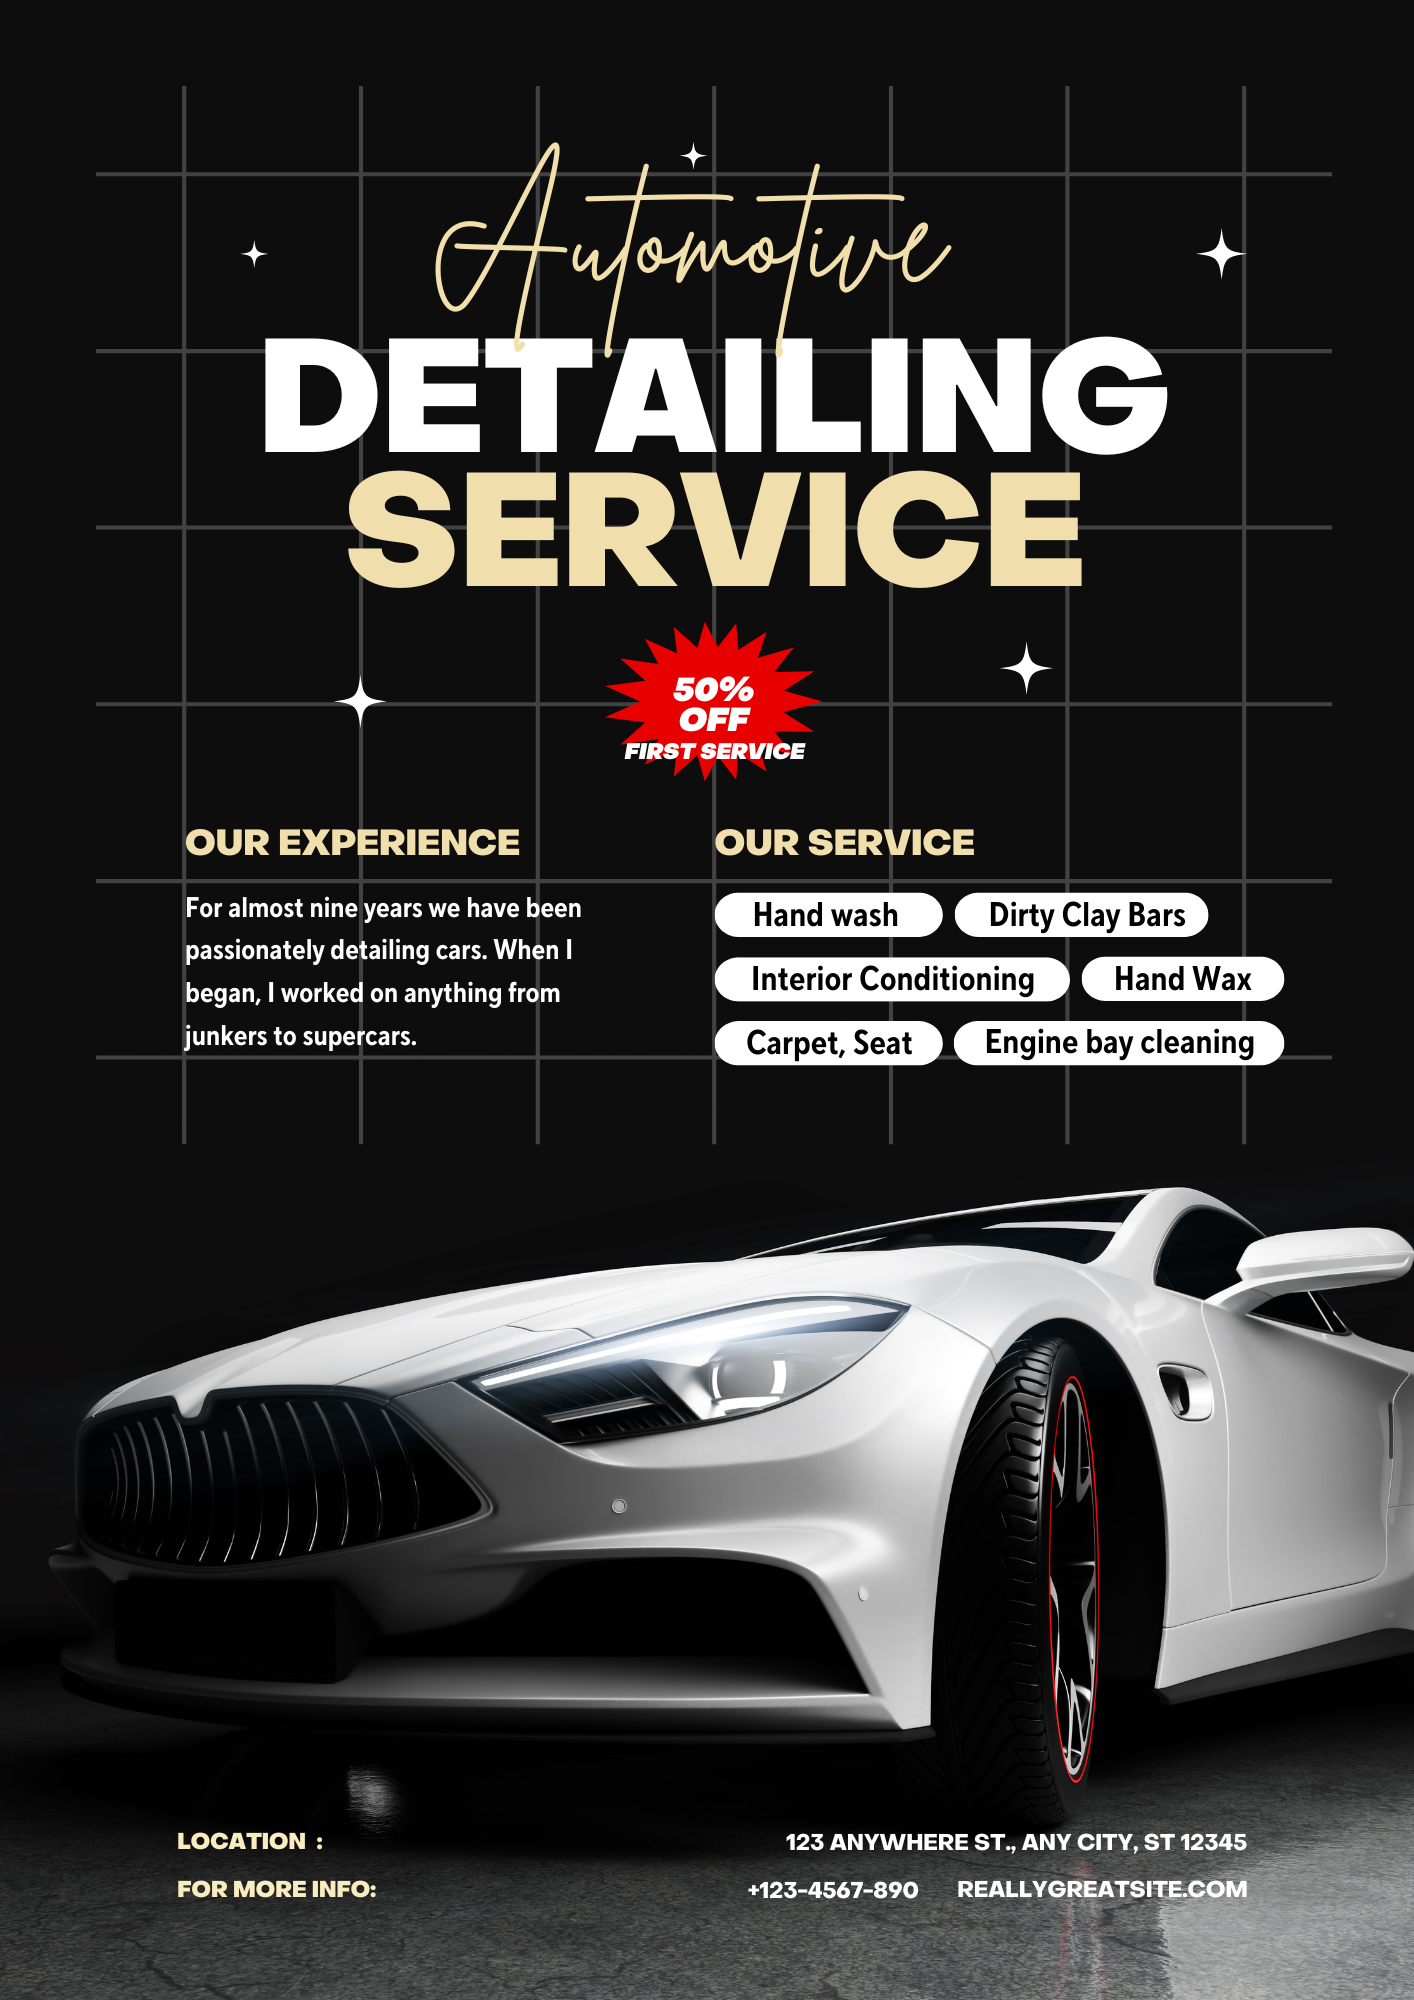 Automotive
DETAILING
SERVICE
50%
OFF
FIRST SERVICE
OUR EXPERIENCE
For almost nine years we have been
passionately detailing cars. When I
began, I worked on anything from
junkers to supercars.
OUR SERVICE
Hand wash
Dirty Clay Bars
Interior Conditioning
Hand Wax
Carpet, Seat
Engine bay cleaning
LOCATION :
123 ANYWHERE ST., ANY CITY, ST 12345
FOR MORE INFO:
+123-4567-890
REALLYGREATSITE.COM